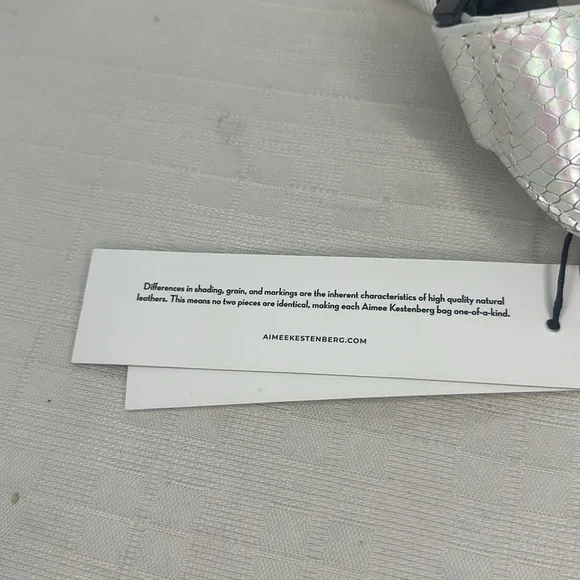 Differences in shading, grain, and markings are the inherent characteristics of high quality natural
leathers. This means no two pieces are identical, making each Aimee Kestenberg bag one-of-a-kind.
AIMEEKESTENBERG.COM